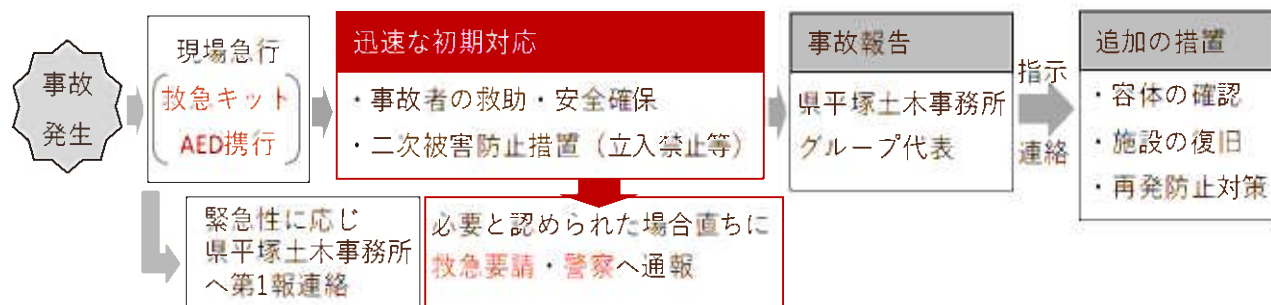 事故
発生
現場急行
救急キット
AED携行
迅速な初期対応
・事故者の救助・安全確保
・二次被害防止措置（立入禁止等）
事故報告
県平塚土木事務所
グループ代表
指示
連絡
追加の措置
・容体の確認
・施設の復旧
・再発防止対策
緊急性に応じ
県平塚土木事務所
へ第1報連絡
必要と認められた場合直ちに
救急要請・警察へ通報